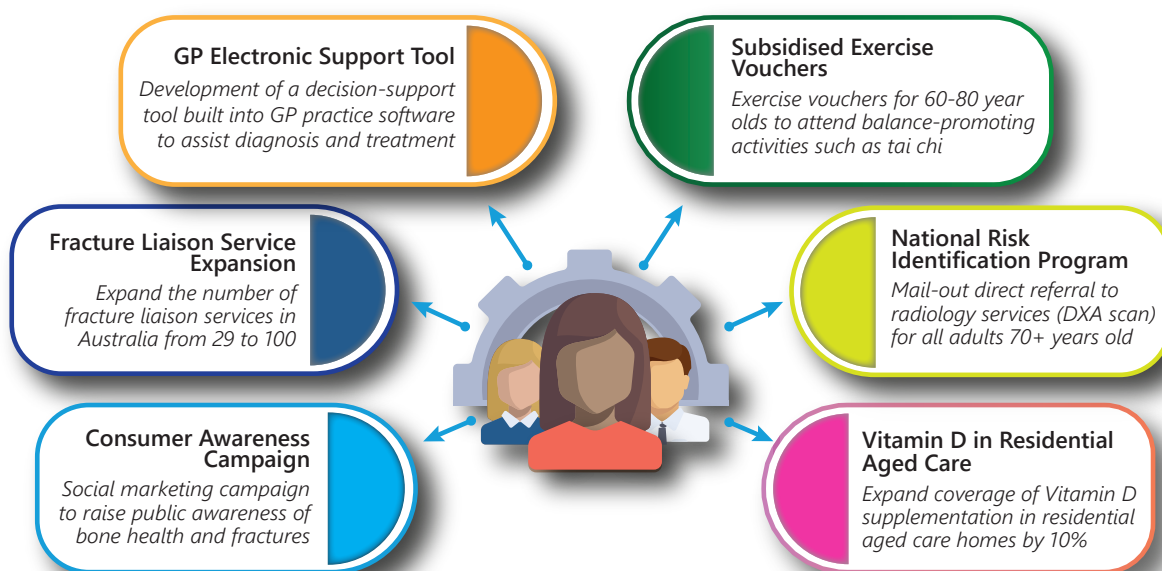 GP Electronic Support Tool
Development of a decision-support
tool built into GP practice software
to assist diagnosis and treatment
Subsidised Exercise
Vouchers
Exercise vouchers for 60-80 year
olds to attend balance-promoting
activities such as tai chi
Fracture Liaison Service
Expansion
Expand the number of
fracture liaison services in
Australia from 29 to 100
National Risk
Identification Program
Mail-out direct referral to
radiology services (DXA scan)
for all adults 70+ years old
Consumer Awareness
Campaign
Social marketing campaign
to raise public awareness of
bone health and fractures
Vitamin D in Residential
Aged Care
Expand coverage of Vitamin D
supplementation in residential
aged care homes by 10%